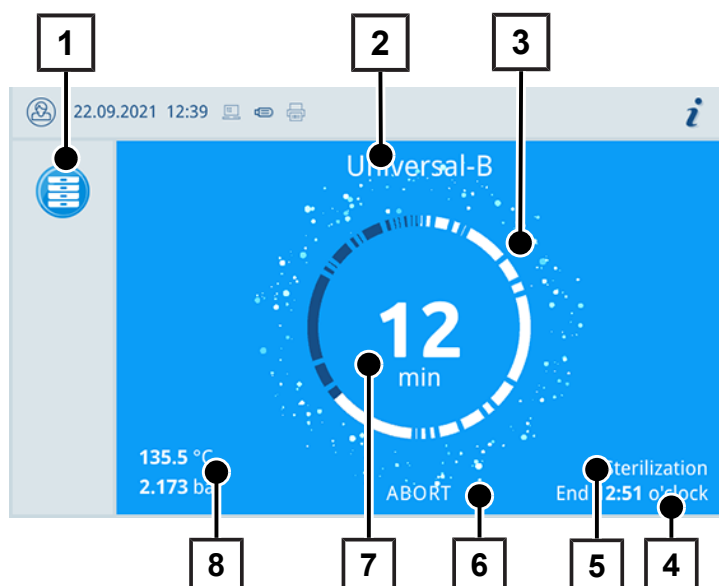 1 2 3
22.09.2021 12:39 i
Universal-B
12
min
135.5 °C
2.173 bar
ABORT
Sterilization
End 12:51 o'clock
8 7 6 5 4